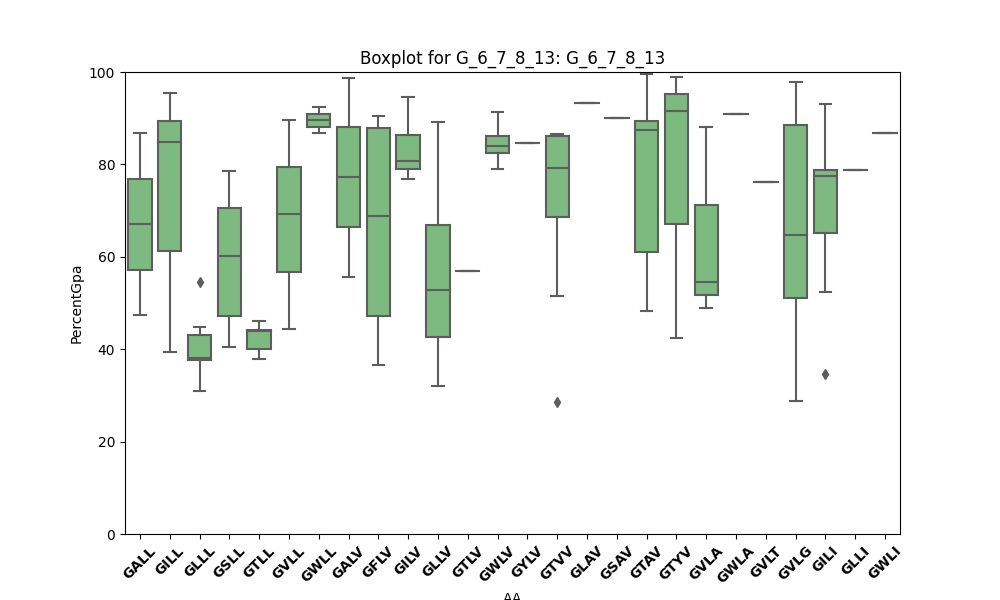 Boxplot for G_6_7_8_13: G_6_7_8_13
100
80
60
40
20
0
PercentGpa
GALL GILL GLLL GSLL GTLL GVLL GWLL GALV GFLV GILV GLLV GTLV GWLV GYLV GTVV GLAV GSAV GTAV GTYV GVLA GWLA GVLT GVLG GILI GLLI GWLI
AA